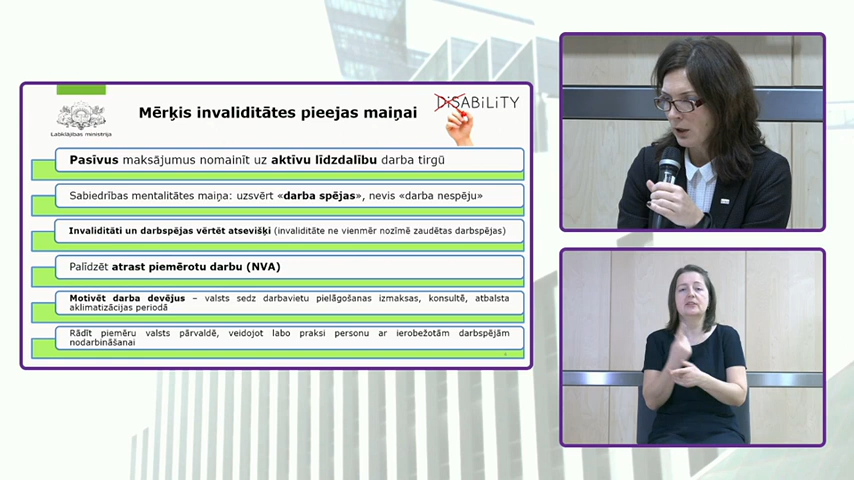 Labklājības ministrija
Mērķis invaliditātes pieejas maiņai
DiSABiLiTY
Pasīvus maksājumus nomainīt uz aktīvu līdzdalību darba tirgū
Sabiedrības mentalitātes maiņa: uzsvērt «darba spējas», nevis «darba nespēju»
Invaliditāti un darbspējas vērtēt atsevišķi (invaliditāte ne vienmēr nozīmē zaudētas darbspējas)
Palīdzēt atrast piemērotu darbu (NVA)
Motivēt darba devējus – valsts sedz darbavietu pielāgošanas izmaksas, konsultē, atbalsta
aklimatizācijas periodā
Rādīt piemēru valsts pārvaldē, veidojot labo praksi personu ar ierobežotām darbspējām
nodarbināšanai